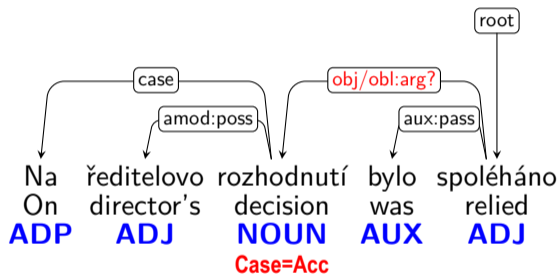 root
case
obj/obl:arg?
amod:poss
aux:pass
Na ředitelovo rozhodnutí bylo spoléháno
On director's decision was relied
ADP ADJ NOUN AUX ADJ
Case=Acc